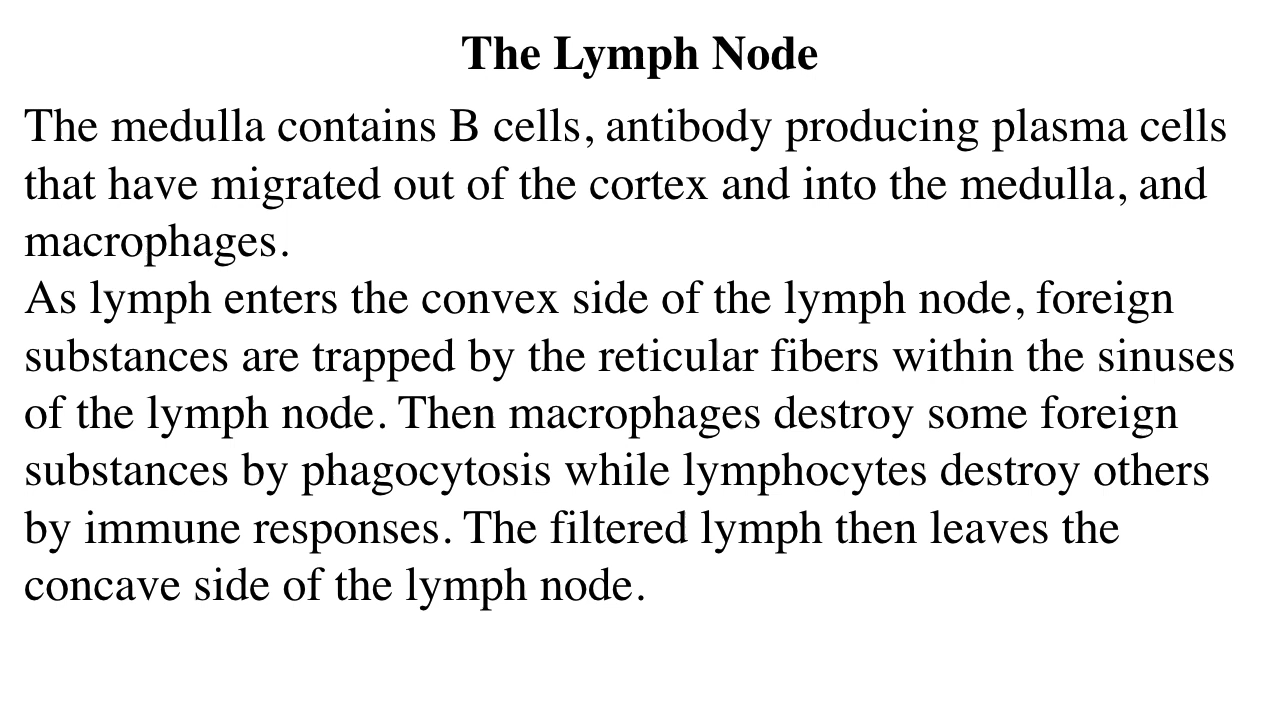 The Lymph Node
The medulla contains B cells, antibody producing plasma cells
that have migrated out of the cortex and into the medulla, and
macrophages.
As lymph enters the convex side of the lymph node, foreign
substances are trapped by the reticular fibers within the sinuses
of the lymph node. Then macrophages destroy some foreign
substances by phagocytosis while lymphocytes destroy others
by immune responses. The filtered lymph then leaves the
concave side of the lymph node.